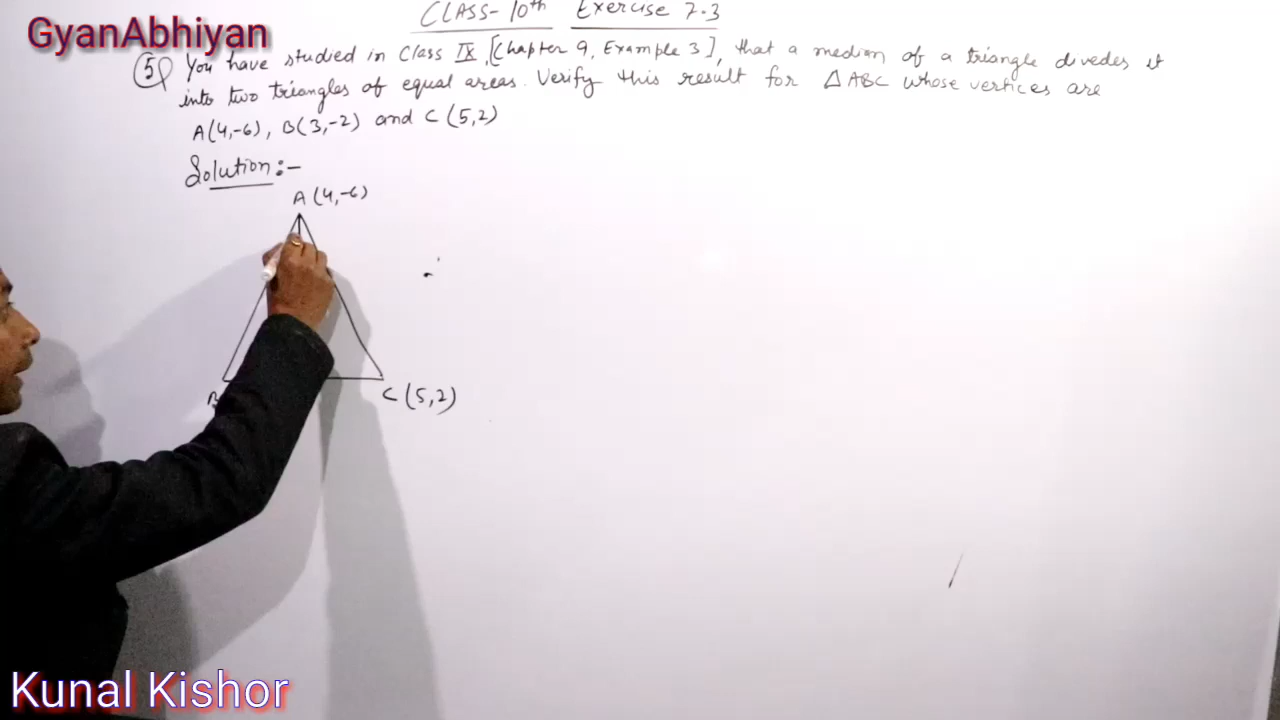 GyanAbhiyan
CLASS-10th Exercise 7.3
(5) You have studied in Class IX, [Chapter 9, Example 3], that a median of a triangle divedes it
into two triangles of equal areas. Verify this result for △ABC whose vertices are
A(4,-6), B(3,-2) and C(5,2)
Solution:-
A(4,-6)
B
C(5,2)
Kunal Kishor